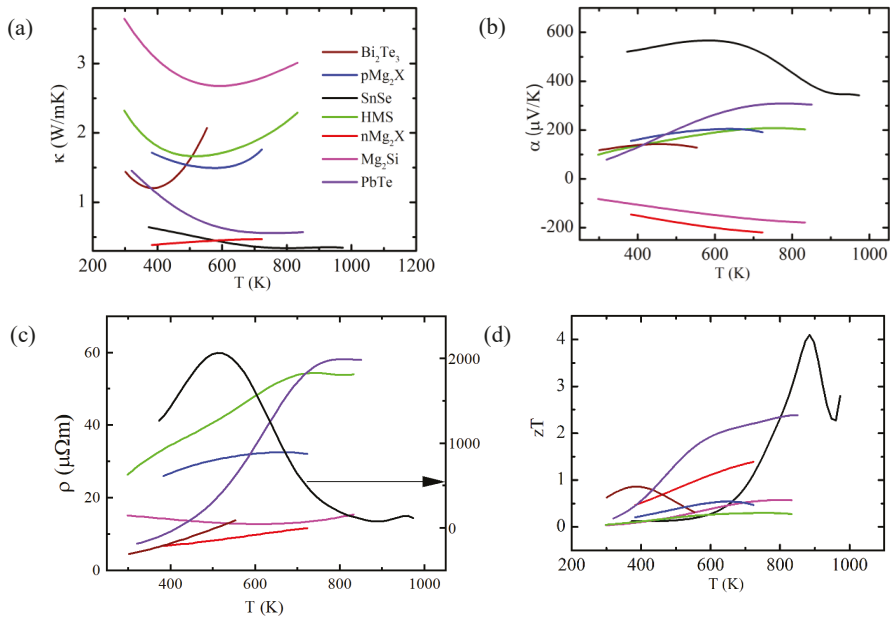 (a)
κ (W/mK)
3
2
1
200 400 600 800 1000 1200
T (K)
Bi₂Te₃
pMg₂X
SnSe
HMS
nMg₂X
Mg₂Si
PbTe
(b)
α (μV/K)
600
400
200
0
-200
400 600 800 1000
T (K)
(c)
ρ (μΩm)
60
40
20
0
2000
1000
0
400 600 800 1000
T (K)
(d)
zT
4
3
2
1
0
200 400 600 800 1000
T (K)